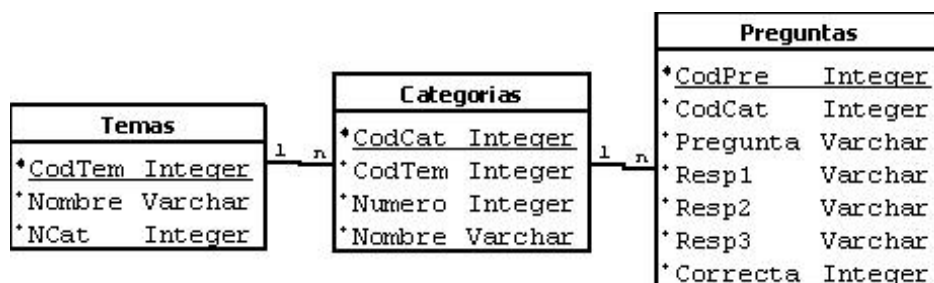 Temas
*CodTem Integer
*Nombre Varchar
*NCat Integer
1 n
Categorias
*CodCat Integer
*CodTem Integer
*Numero Integer
*Nombre Varchar
1 n
Preguntas
*CodPre Integer
*CodCat Integer
*Pregunta Varchar
*Resp1 Varchar
*Resp2 Varchar
*Resp3 Varchar
*Correcta Integer